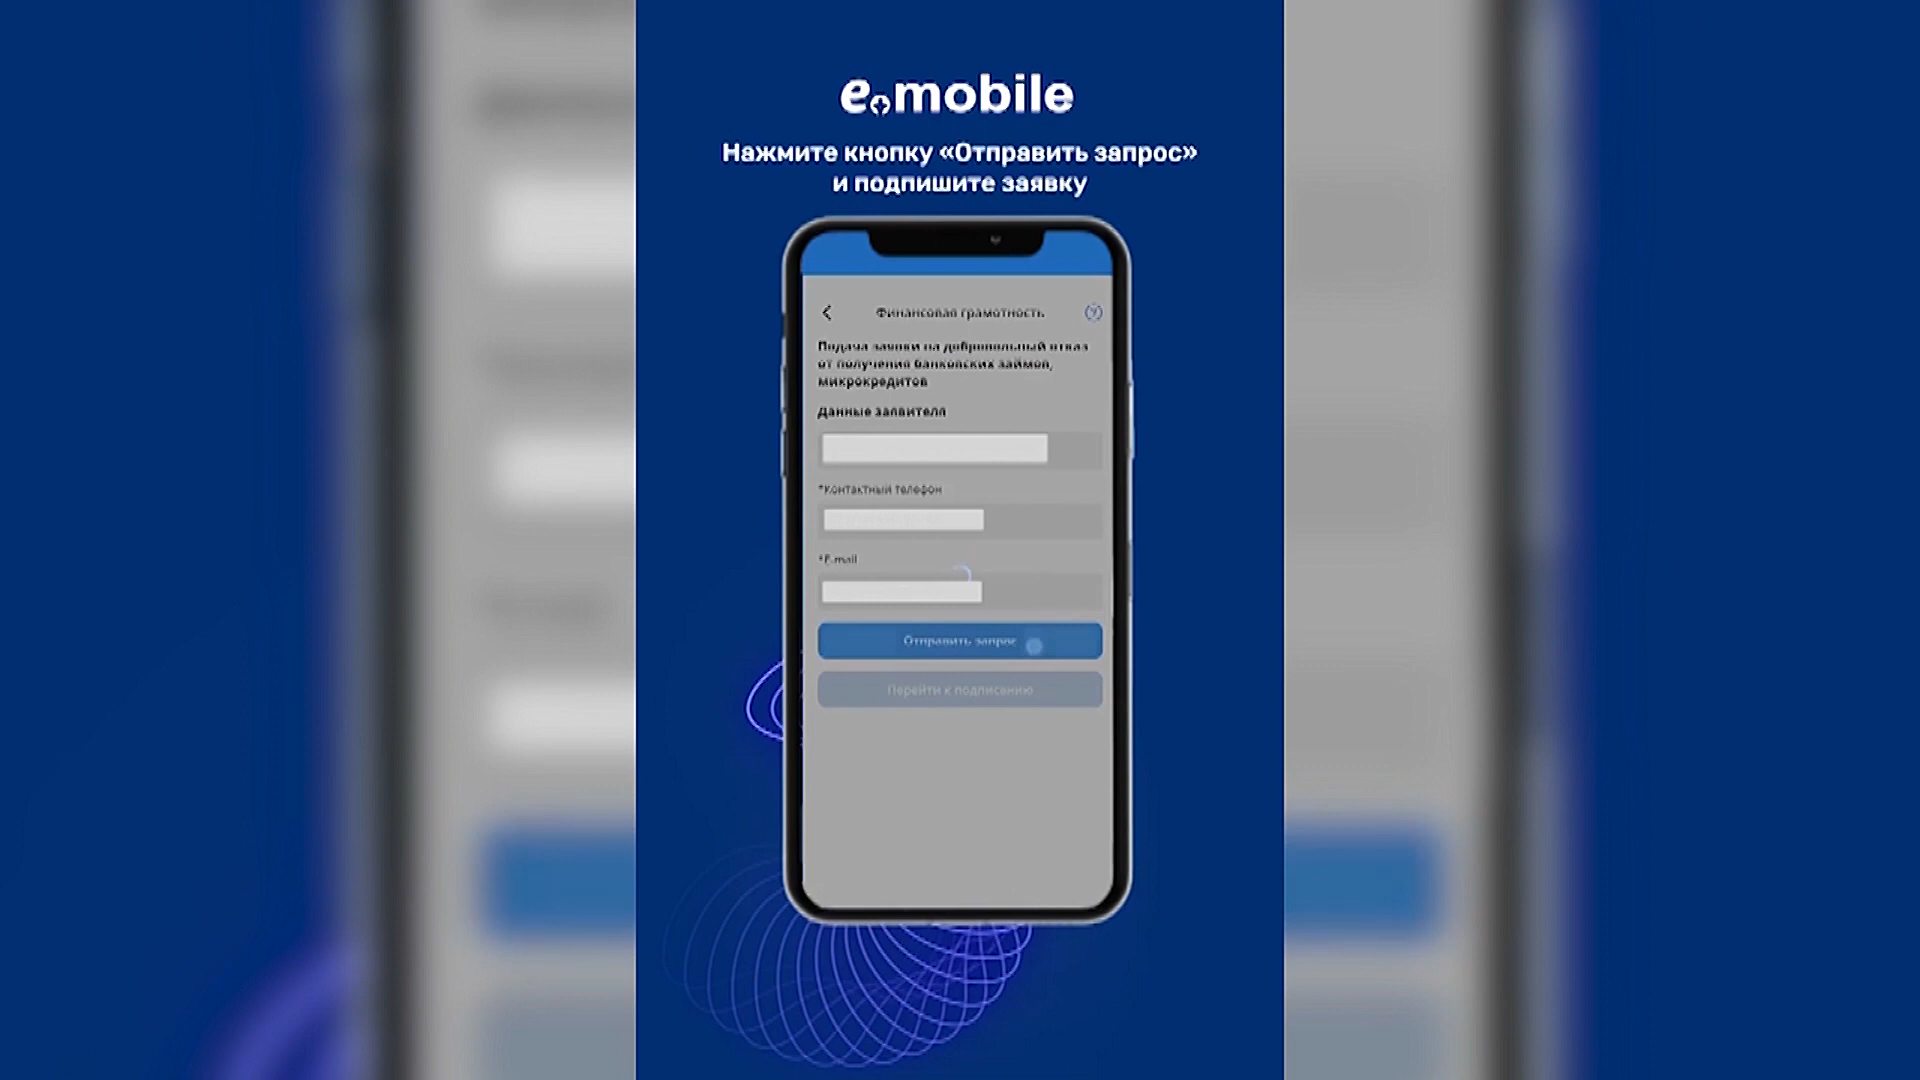 e mobile
Нажмите кнопку «Отправить запрос»
и подпишите заявку
Финансовая грамотность
Подача заявки на добровольный отказ
от получения банковских займов,
микрокредитов
Данные заявителя
*Контактный телефон
*E-mail
Отправить запрос
Перейти к подписанию